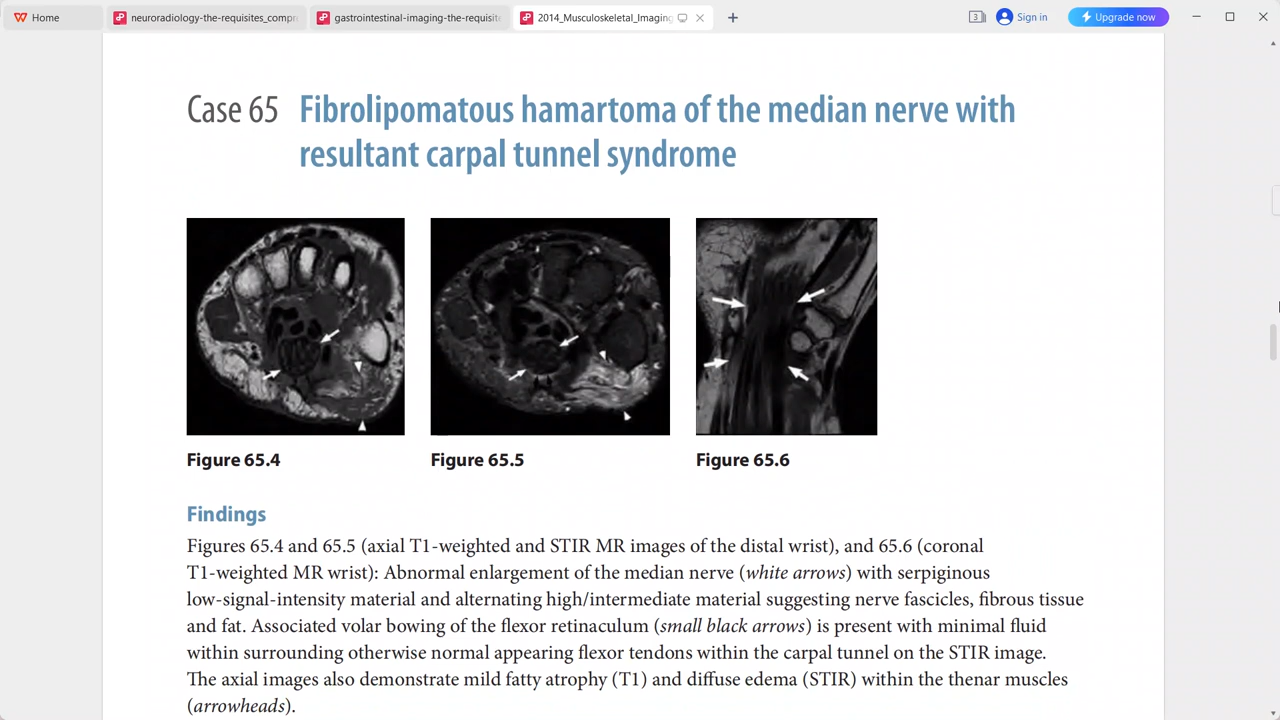 Home
neuroradiology-the-requisites_compr
gastrointestinal-imaging-the-requisite
2014_Musculoskeletal_Imaging
3
Sign in
Upgrade now
Case 65 Fibrolipomatous hamartoma of the median nerve with
resultant carpal tunnel syndrome
Figure 65.4
Figure 65.5
Figure 65.6
Findings
Figures 65.4 and 65.5 (axial T1-weighted and STIR MR images of the distal wrist), and 65.6 (coronal
T1-weighted MR wrist): Abnormal enlargement of the median nerve (white arrows) with serpiginous
low-signal-intensity material and alternating high/intermediate material suggesting nerve fascicles, fibrous tissue
and fat. Associated volar bowing of the flexor retinaculum (small black arrows) is present with minimal fluid
within surrounding otherwise normal appearing flexor tendons within the carpal tunnel on the STIR image.
The axial images also demonstrate mild fatty atrophy (T1) and diffuse edema (STIR) within the thenar muscles
(arrowheads).